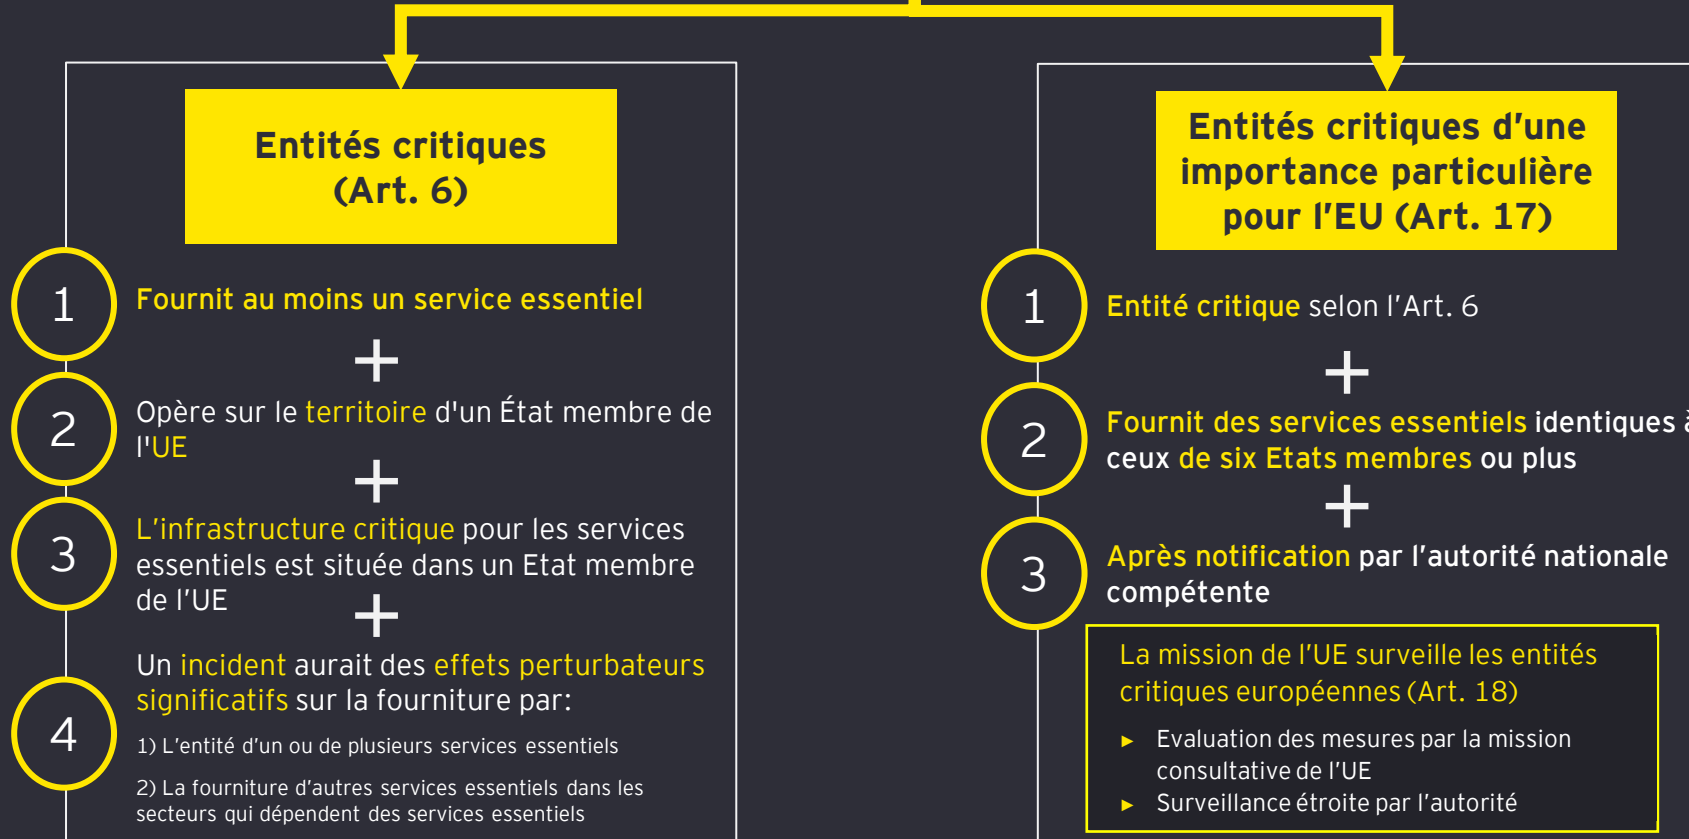 Entités critiques
(Art. 6)
1
Fournit au moins un service essentiel
+
2
Opère sur le territoire d'un État membre de
l'UE
+
3
L'infrastructure critique pour les services
essentiels est située dans un Etat membre
de l'UE
+
4
Un incident aurait des effets perturbateurs
significatifs sur la fourniture par:
1) L'entité d'un ou de plusieurs services essentiels
2) La fourniture d'autres services essentiels dans les
secteurs qui dépendent des services essentiels
Entités critiques d'une
importance particulière
pour l'EU (Art. 17)
1
Entité critique selon l'Art. 6
+
2
Fournit des services essentiels identiques à
ceux de six Etats membres ou plus
+
3
Après notification par l'autorité nationale
compétente
La mission de l'UE surveille les entités
critiques européennes (Art. 18)
► Evaluation des mesures par la mission
consultative de l'UE
► Surveillance étroite par l'autorité